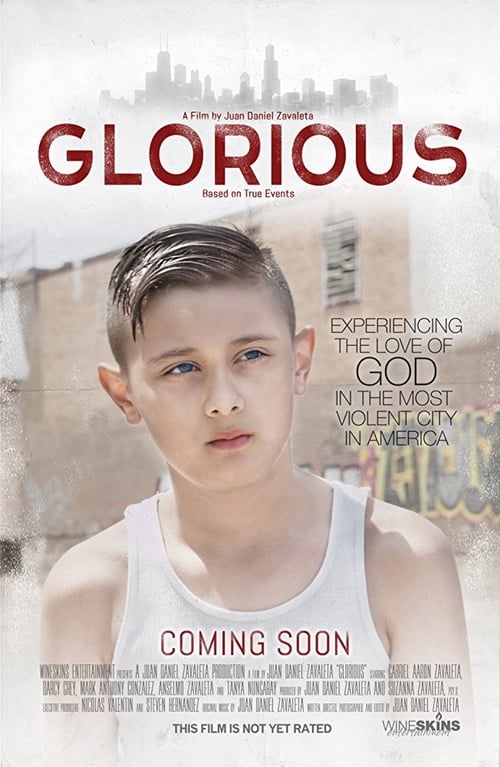 A Film by Juan Daniel Zavaleta
GLORIOUS
Based on True Events
EXPERIENCING
THE LOVE OF
GOD
IN THE MOST
VIOLENT CITY
IN AMERICA
COMING SOON
WINESKINS ENTERTAINMENT PRESENTS A JUAN DANIEL ZAVALETA PRODUCTION A FILM BY JUAN DANIEL ZAVALETA "GLORIOUS" STARRING GABRIEL AARON ZAVALETA,
DARCY CHEY, MARK ANTHONY GONZALEZ, ANSELMO ZAVALETA AND TANYA NUNGARAY PRODUCED BY JUAN DANIEL ZAVALETA AND SUZANNA ZAVALETA,
EXECUTIVE PRODUCERS NICOLAS VALENTIN AND STEVEN HERNANDEZ ORIGINAL MUSIC BY JUAN DANIEL ZAVALETA WRITTEN, DIRECTED, PHOTOGRAPHED AND EDITED BY JUAN DANIEL ZAVALETA
THIS FILM IS NOT YET RATED
WINESKINS
entertainment